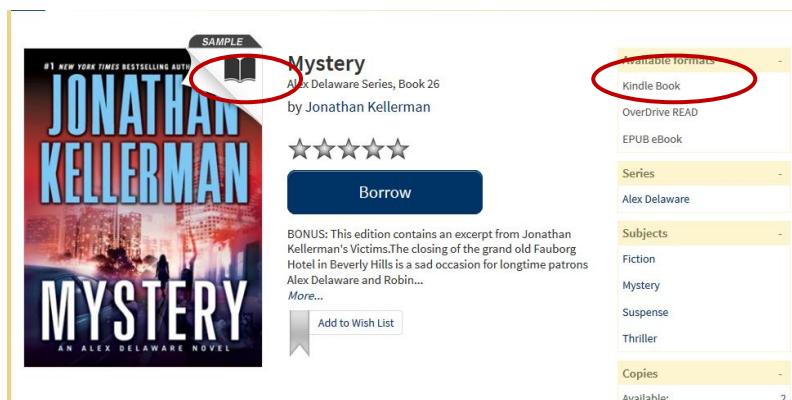 SAMPLE
#1 NEW YORK TIMES BESTSELLING
JONATHAN
KELLERMAN
MYSTERY
AN ALEX DELAWARE NOVEL
Mystery
Alex Delaware Series, Book 26
by Jonathan Kellerman
Borrow
BONUS: This edition contains an excerpt from Jonathan
Kellerman's Victims.The closing of the grand old Fauborg
Hotel in Beverly Hills is a sad occasion for longtime patrons
Alex Delaware and Robin...
More...
Add to Wish List
Available formats -
Kindle Book
OverDrive READ
EPUB eBook
Series -
Alex Delaware
Subjects -
Fiction
Mystery
Suspense
Thriller
Copies -
Available: 2